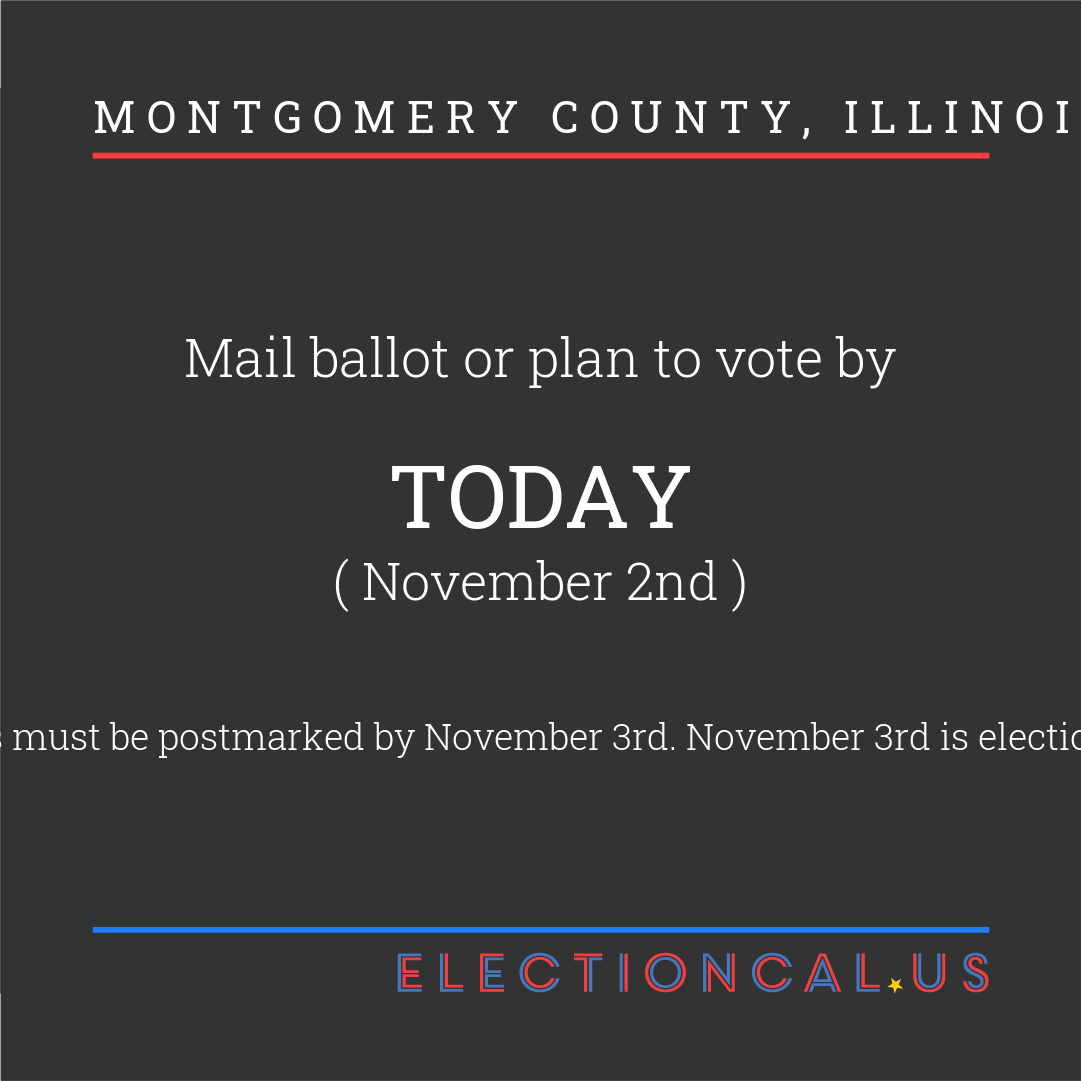 MONTGOMERY COUNTY, ILLINOI
Mail ballot or plan to vote by
TODAY
( November 2nd )
s must be postmarked by November 3rd. November 3rd is electio
ELECTIONCAL.US